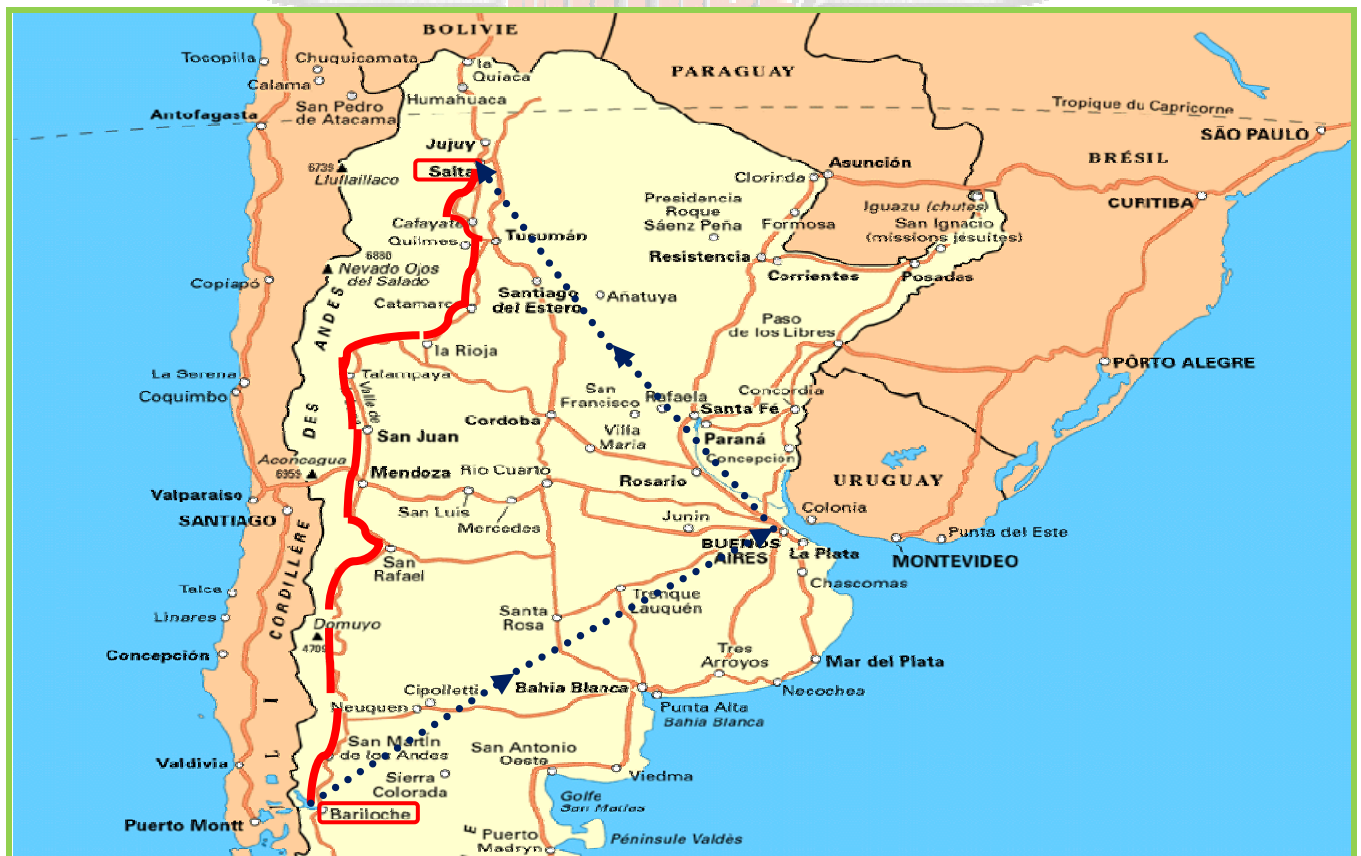 BOLIVIE
Tocopilla
Chuquicamata
la
Quiaca
Calama
PARAGUAY
Humahuaca
San Pedro
de Atacama
Tropique du Capricorne
Antofagasta
SÃO PAULO
Jujuy
BRÉSIL
6739
Llullaillaco
Salta
Asunción
Clorinda
Presidencia
Roque
Sáenz Peña
Iguazu (chutes)
CURITIBA
Cafayate
Formosa
San Ignacio
(missions jésuites)
Quilmes
Tucumán
Resistencia
6880
Nevado Ojos
del Salado
Corrientes
Posadas
Copiapó
Santiago
del Estero
Añatuya
Catamarc
Paso
de los Libres
la Rioja
PÔRTO ALEGRE
La Serena
Coquimbo
Talampaya
Valle de
San
Francisco
Rafaela
Concordia
Santa Fé
Cordoba
San Juan
Villa
Maria
Paraná
Concepción
Aconcagua
6959
Mendoza
Rio Cuarto
Rosario
URUGUAY
Valparaiso
SANTIAGO
San Luis
Mercedes
Junin
Colonia
Punta del Este
BUENOS
AIRES
La Plata
MONTEVIDEO
San
Rafael
Chascomas
Talca
Trenque
Lauquén
Linares
Santa
Rosa
Domuyo
4709
CORDILLÈRE
DES
ANDES
Concepción
Tres
Arroyos
Mar del Plata
Cipolletti
Bahia Blanca
Necochea
Neuquen
Punta Alta
Bahia Blanca
San Martin
de los Andes
San Antonio
Oeste
Valdivia
Sierra
Colorada
Viedma
Golfe
San Matias
Bariloche
Puerto Montt
E
Puerto
Madryn
Péninsule Valdès